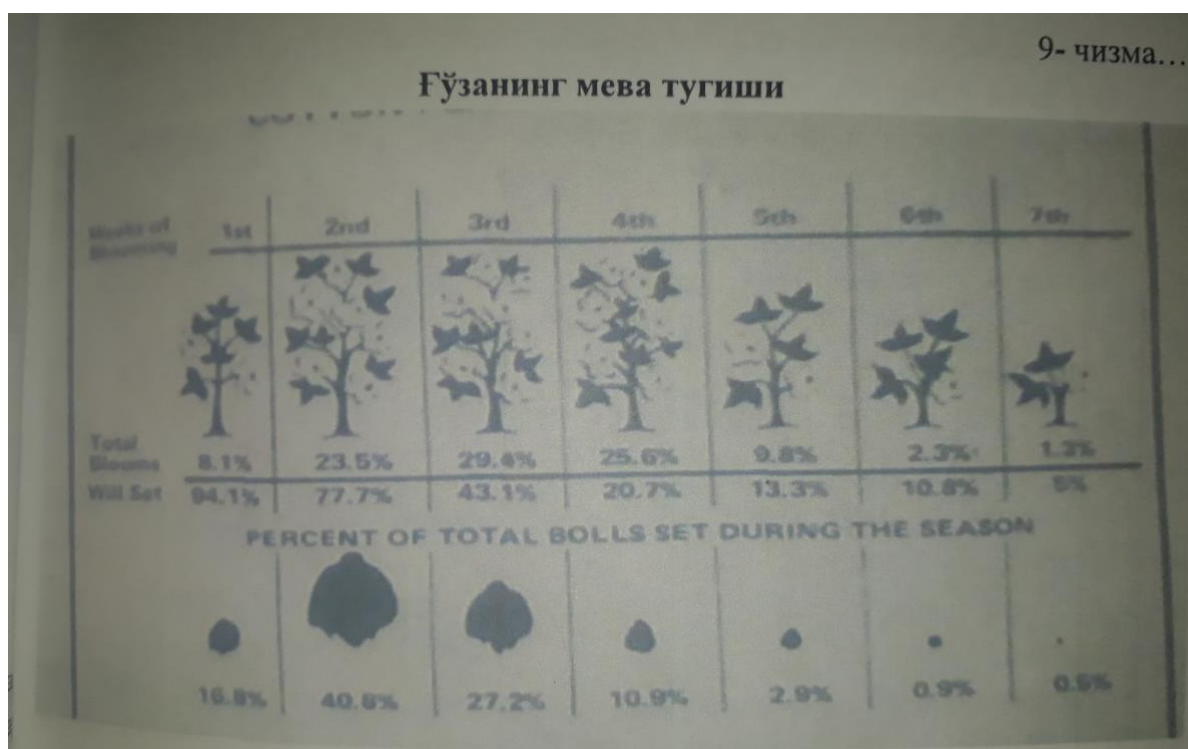 9- чизма...
Ғўзанинг мева тугиши
Weeks of 1st 2nd 3rd 4th 5th 6th 7th
Blooming
Total
Blooms 8.1% 23.5% 29.4% 25.6% 9.8% 2.3% 1.3%
Will Set 94.1% 77.7% 43.1% 20.7% 13.3% 10.8% 5%
PERCENT OF TOTAL BOLLS SET DURING THE SEASON
16.8% 40.8% 27.2% 10.9% 2.9% 0.9%